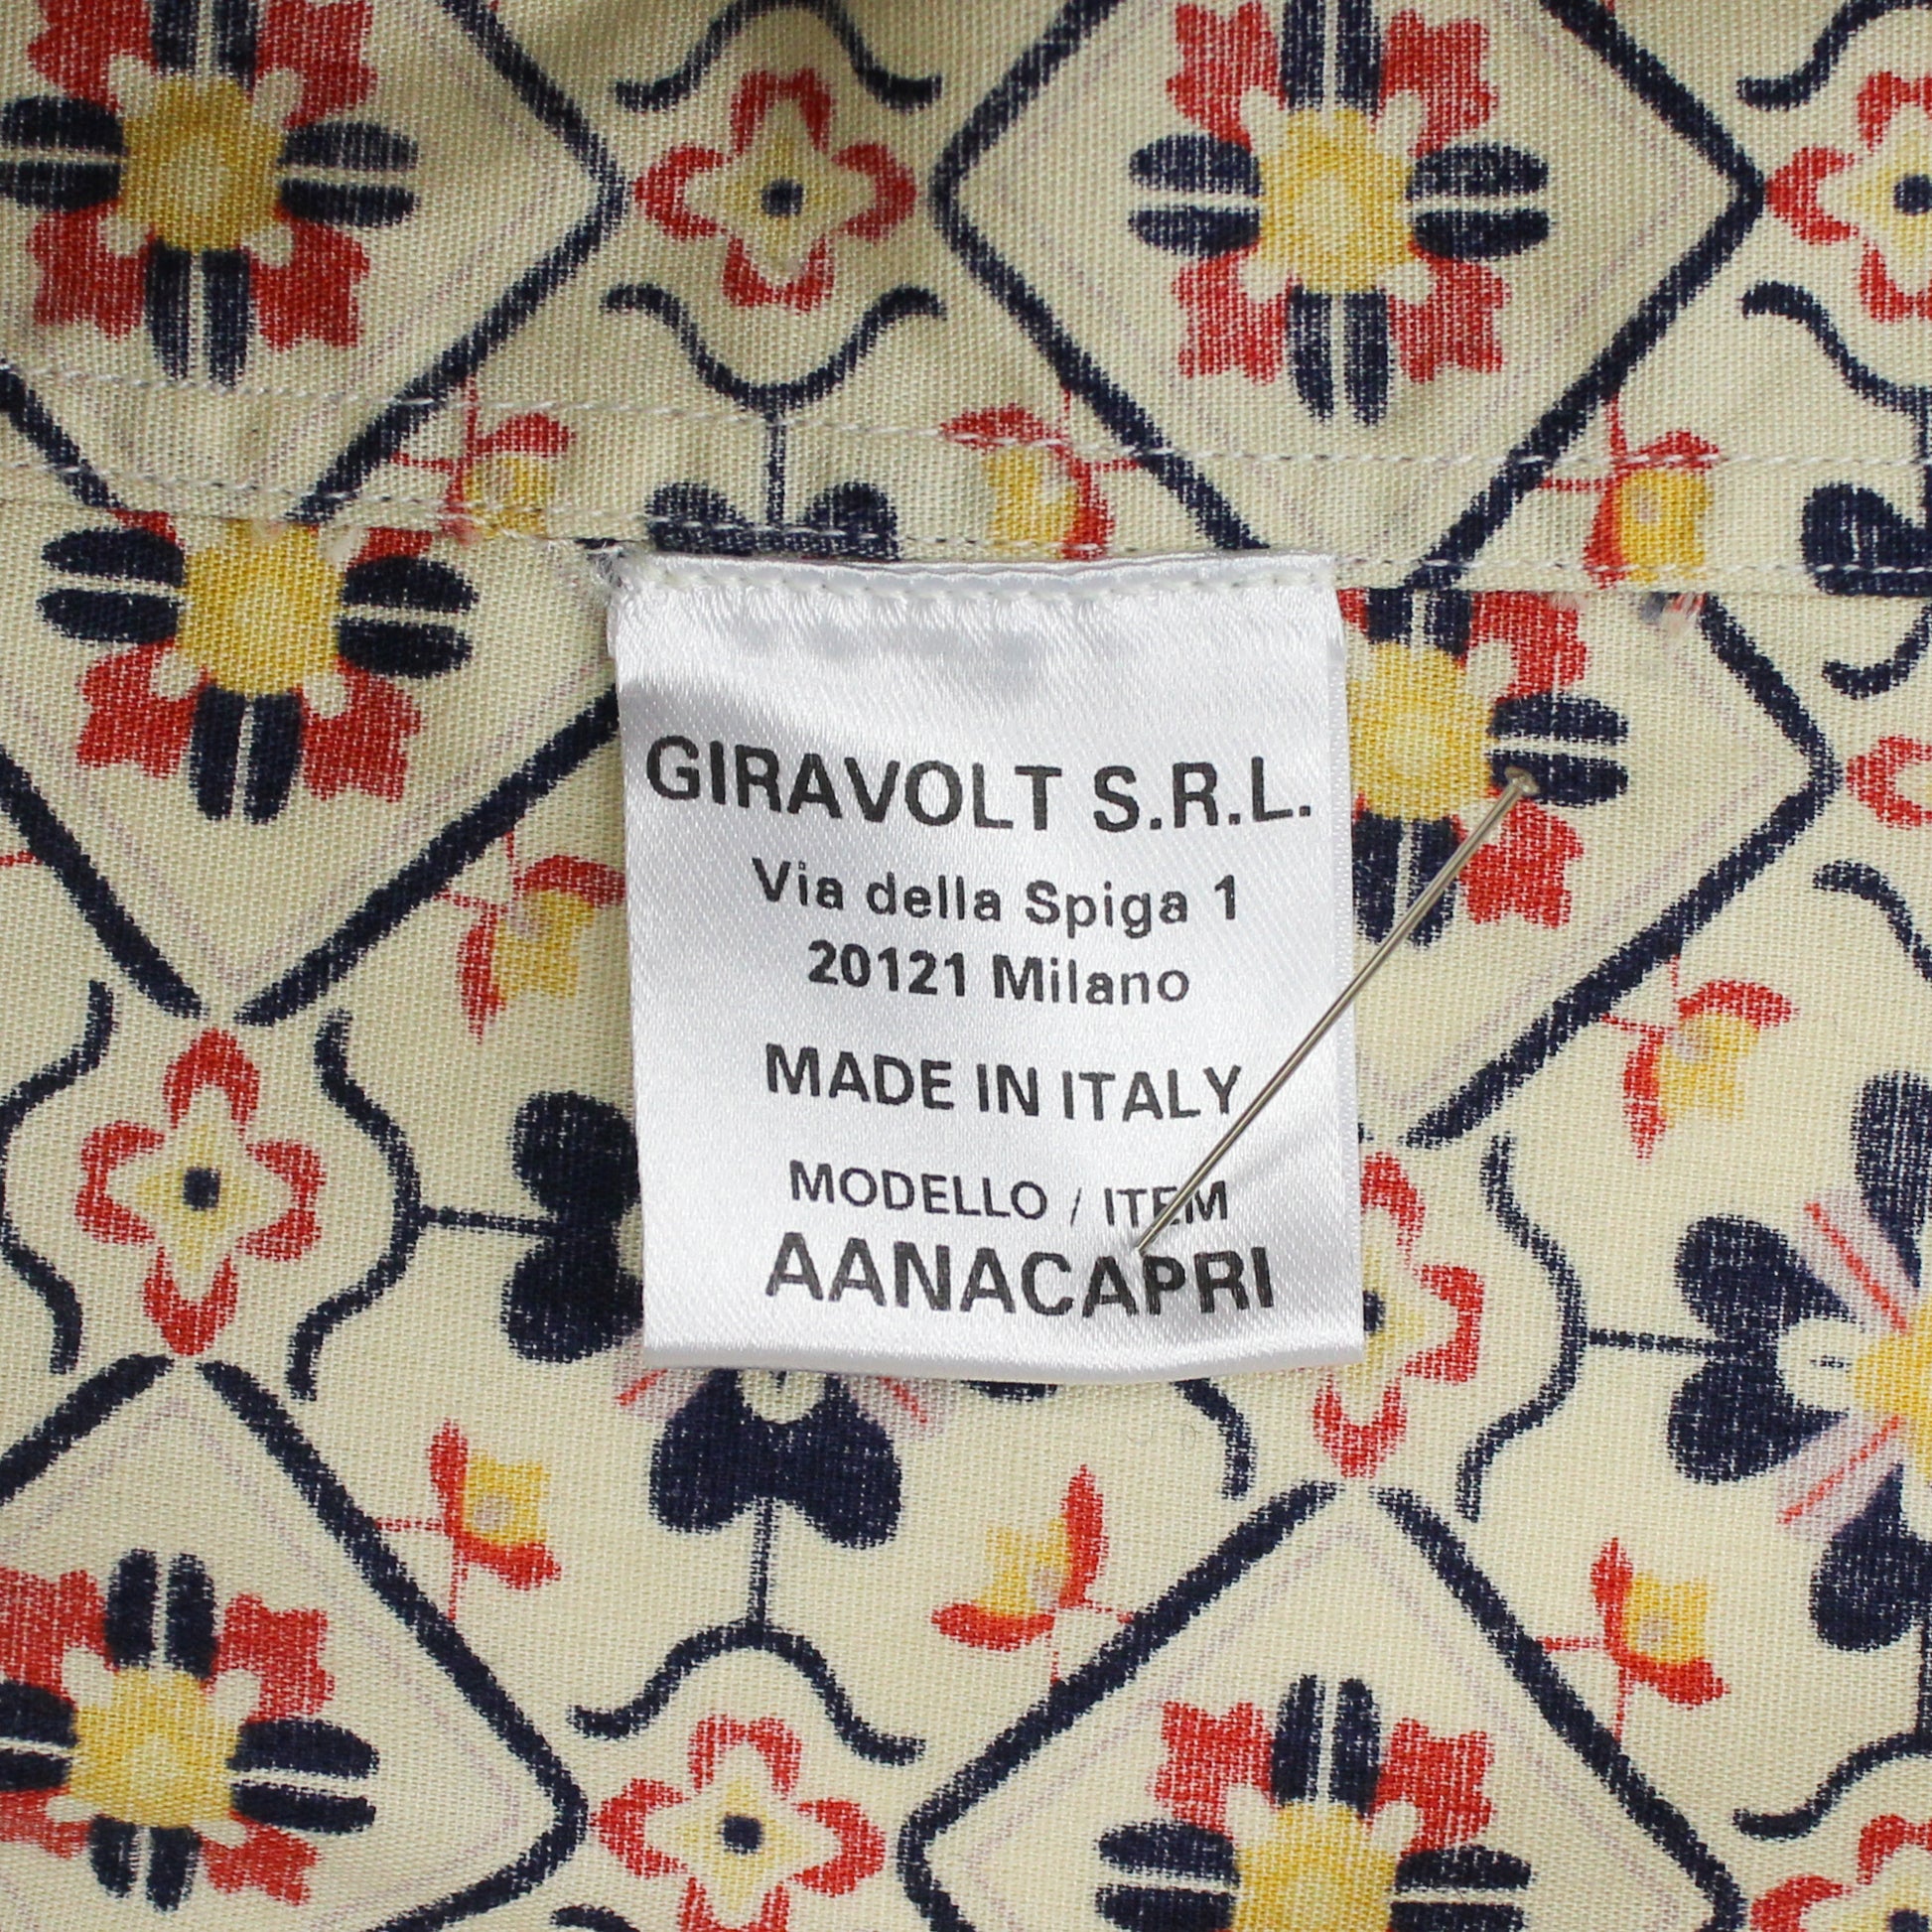 GIRAVOLT S.R.L.
Via della Spiga 1
20121 Milano
MADE IN ITALY
MODELLO / ITEM
AANACAPRI